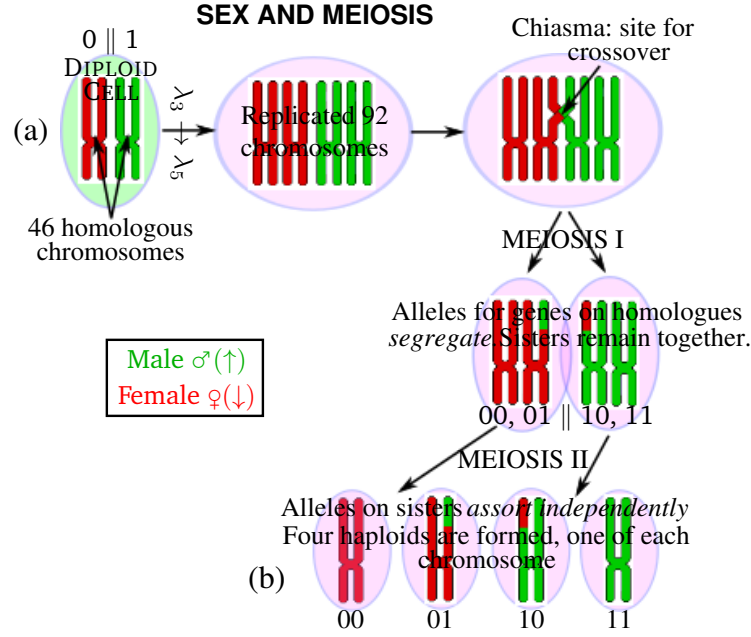 SEX AND MEIOSIS
0 ∥ 1
DIPLOID
CELL
(a)
λ3 ↔ λ5
46 homologous
chromosomes
Replicated 92
chromosomes
Chiasma: site for
crossover
MEIOSIS I
Alleles for genes on homologues
segregate.Sisters remain together.
00, 01 ∥ 10, 11
Male ♂(↑)
Female ♀(↓)
MEIOSIS II
Alleles on sisters assort independently
Four haploids are formed, one of each
chromosome
(b)
00 01 10 11